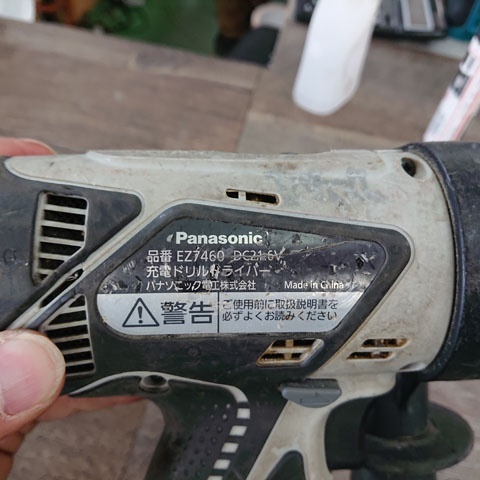 Panasonic
品番 EZ7460 DC21.6V
充電ドリルドライバー
パナソニック電工株式会社 Made in China
警告 ご使用前に取扱説明書を
必ずよくお読みください